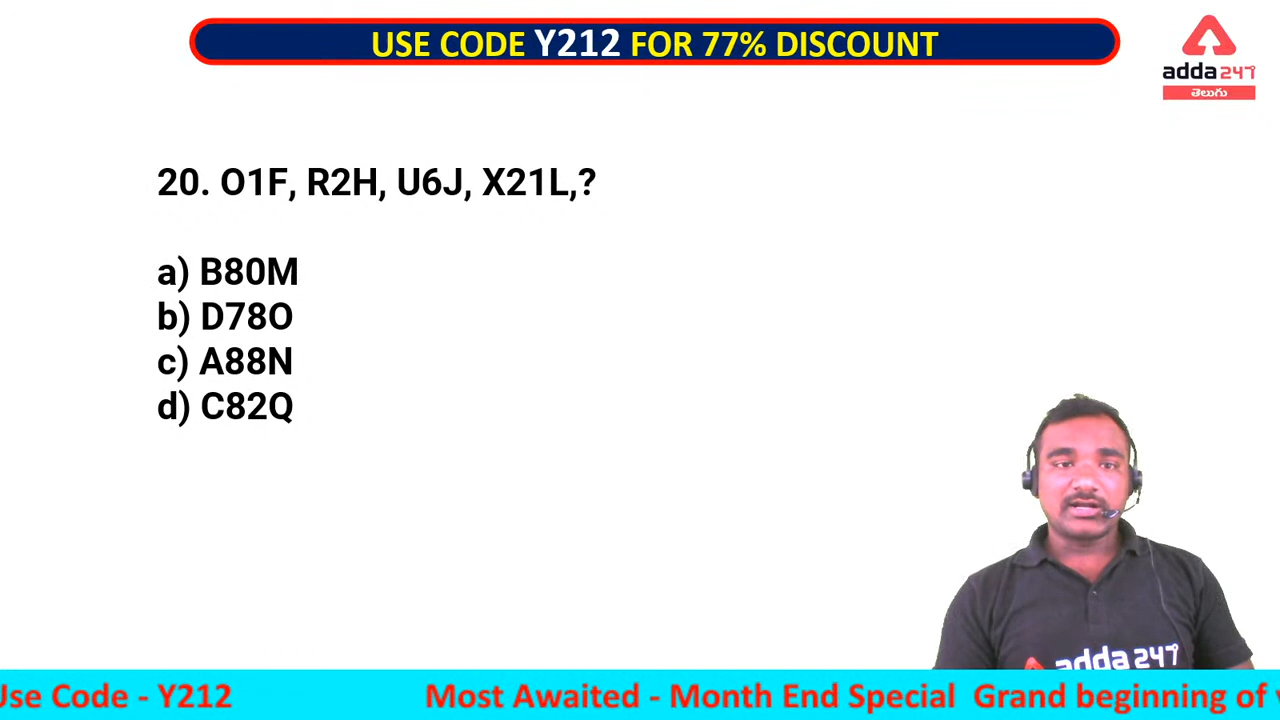 USE CODE Y212 FOR 77% DISCOUNT
adda247
తెలుగు
20. O1F, R2H, U6J, X21L,?
a) B80M
b) D78O
c) A88N
d) C82Q
adda247
Use Code - Y212 Most Awaited - Month End Special Grand beginning of